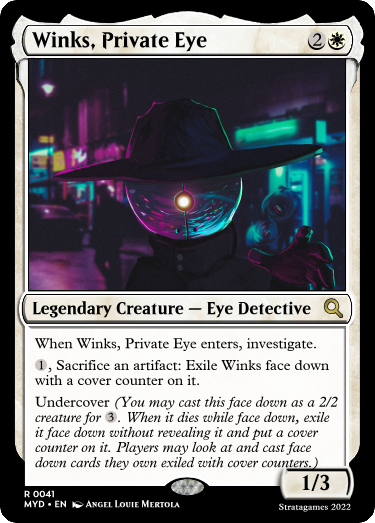 Winks, Private Eye 2
Legendary Creature — Eye Detective
When Winks, Private Eye enters, investigate.
1, Sacrifice an artifact: Exile Winks face down
with a cover counter on it.
Undercover (You may cast this face down as a 2/2
creature for 3. When it dies while face down, exile
it face down without revealing it and put a cover
counter on it. Players may look at and cast face
down cards they own exiled with cover counters.)
1/3
R 0041
MYD • EN Angel Louie Mertola
Stratagames 2022